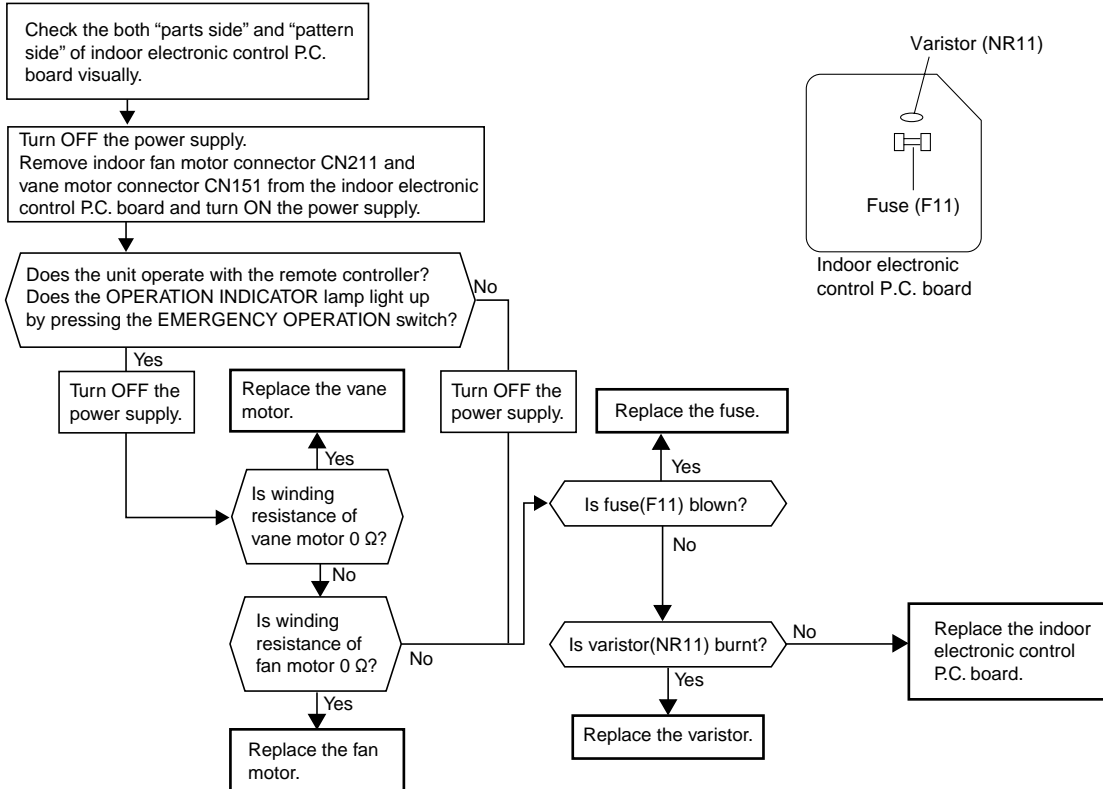 Check the both “parts side” and “pattern
side” of indoor electronic control P.C.
board visually.
Turn OFF the power supply.
Remove indoor fan motor connector CN211 and
vane motor connector CN151 from the indoor electronic
control P.C. board and turn ON the power supply.
Does the unit operate with the remote controller?
Does the OPERATION INDICATOR lamp light up
by pressing the EMERGENCY OPERATION switch?
No
Yes
Turn OFF the
power supply.
Replace the vane
motor.
Yes
Is winding
resistance of
vane motor 0 Ω?
No
Is winding
resistance of
fan motor 0 Ω?
No
Yes
Replace the fan
motor.
Turn OFF the
power supply.
Replace the fuse.
Yes
Is fuse(F11) blown?
No
Is varistor(NR11) burnt?
No
Yes
Replace the varistor.
Replace the indoor
electronic control
P.C. board.
Varistor (NR11)
Fuse (F11)
Indoor electronic
control P.C. board